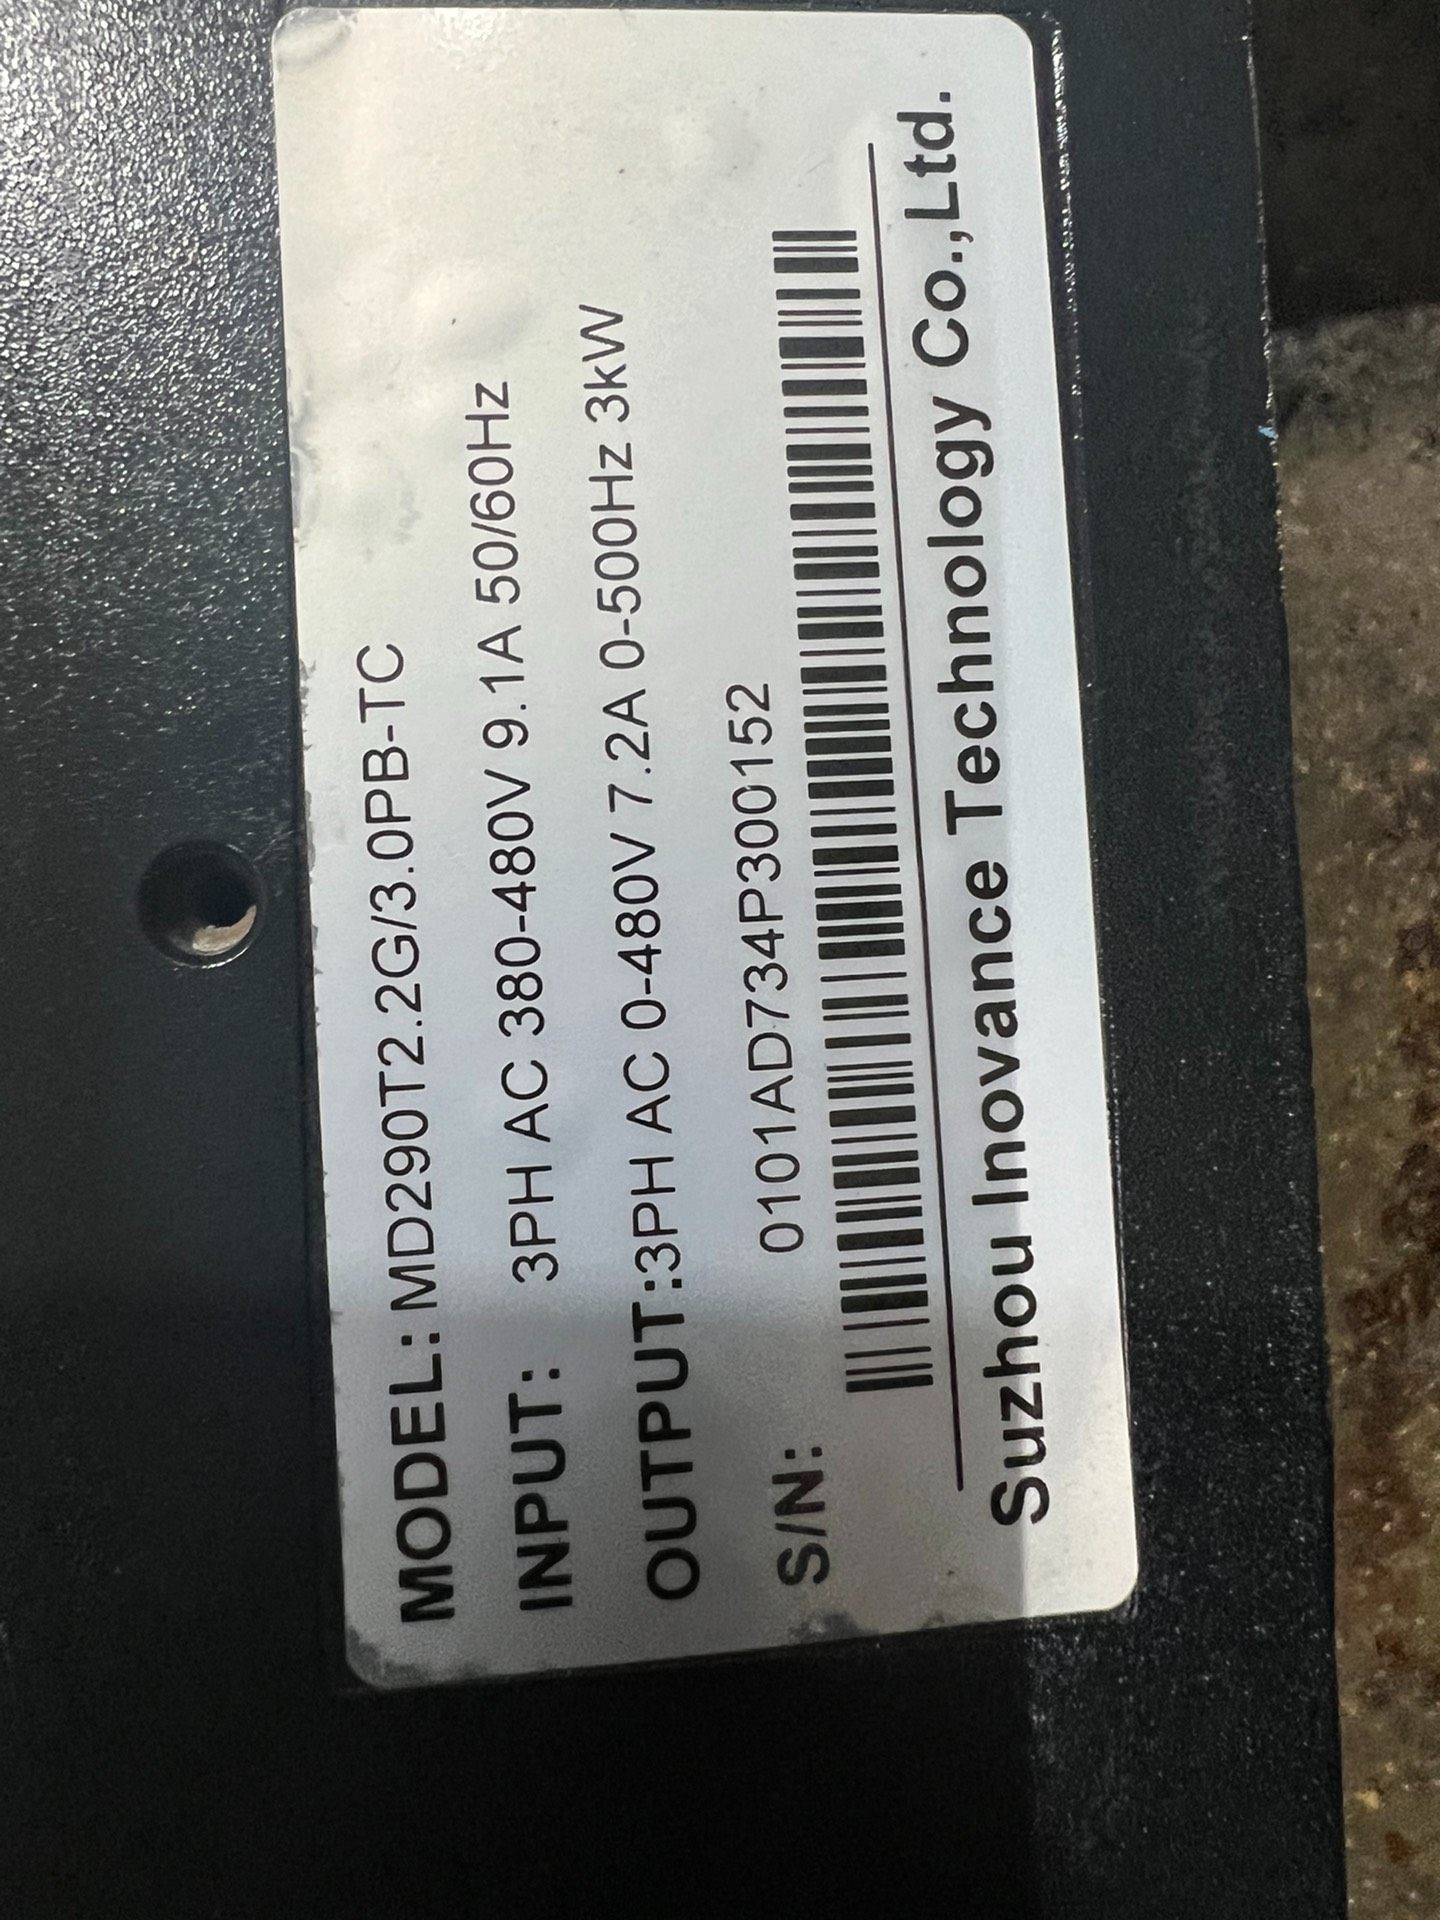 MODEL: MD290T2.2G/3.0PB-TC
INPUT: 3PH AC 380-480V 9.1A 50/60Hz
OUTPUT:3PH AC 0-480V 7.2A 0-500Hz 3kW
S/N: 0101AD734P300152
Suzhou Inovance Technology Co.,Ltd.